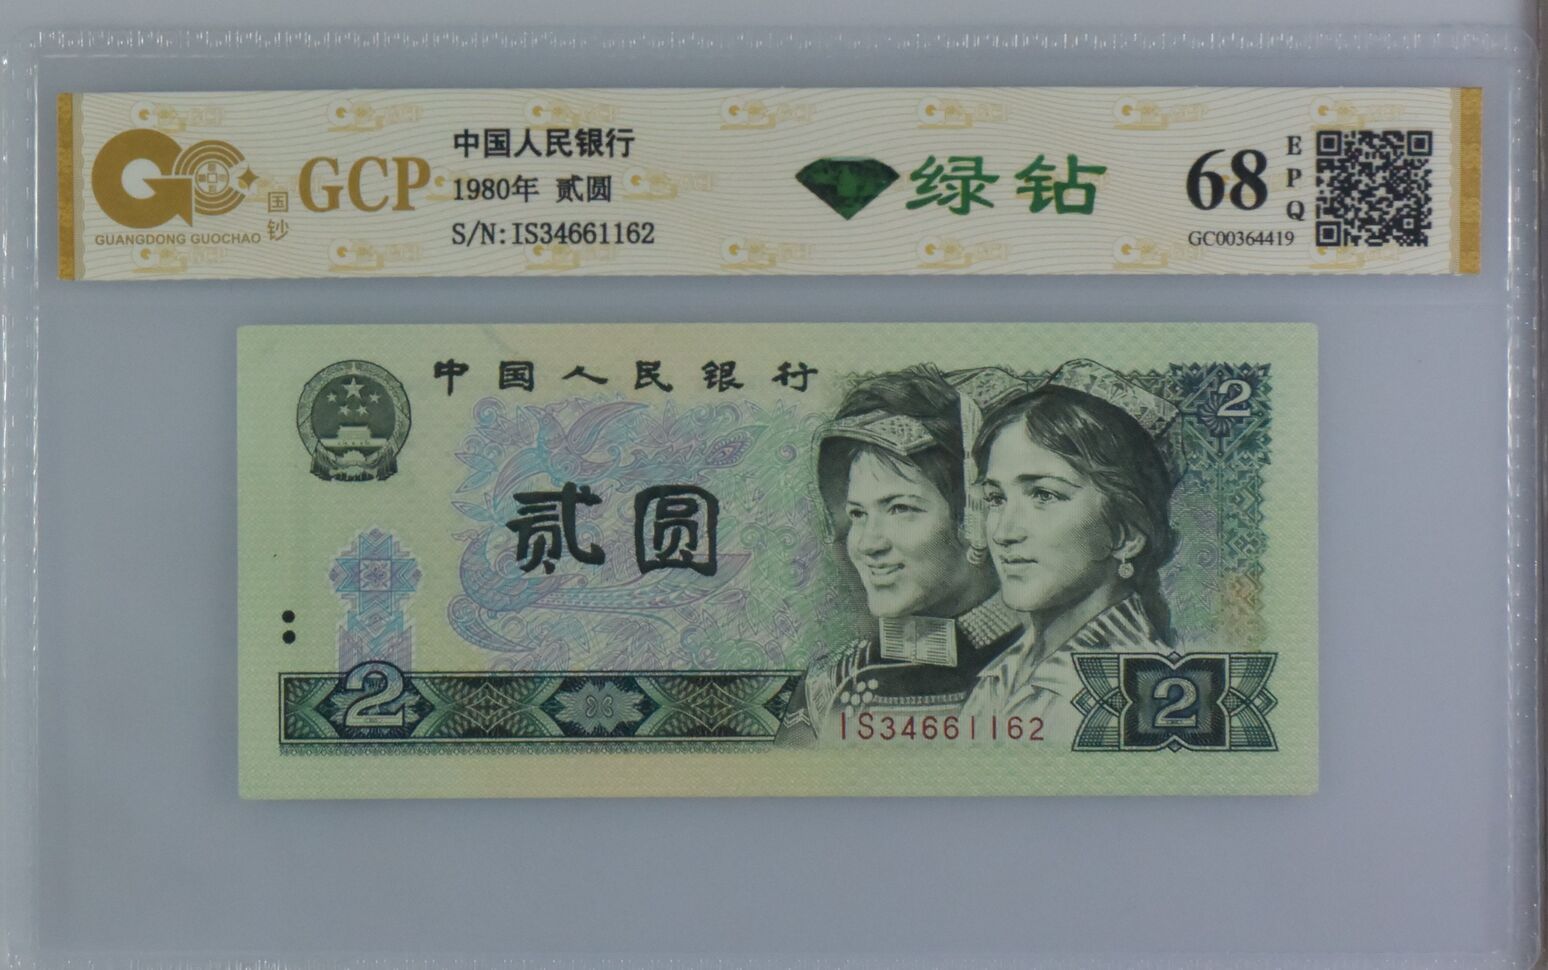 GCP
国钞
GUANGDONG GUOCHAO
中国人民银行
1980年 贰圆
S/N:IS34661162
绿钻
68
EPQ
GC00364419
中国人民银行
2
贰圆
2
IS34661162
2